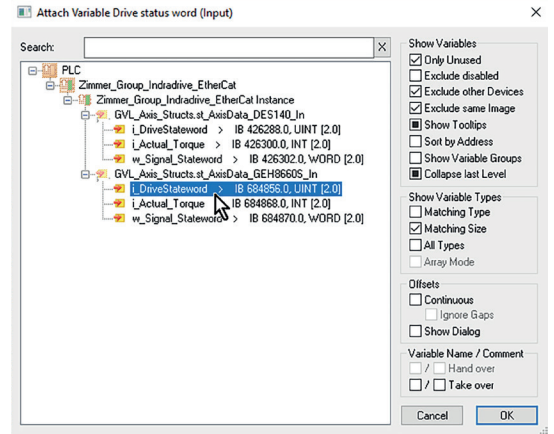 Attach Variable Drive status word (Input)
Search:
X
PLC
Zimmer_Group_Indradrive_EtherCat
Zimmer_Group_Indradrive_EtherCat Instance
GVL_Axis_Structs.st_AxisData_DES140_In
i_DriveStateword > IB 426288.0, UINT [2.0]
i_Actual_Torque > IB 426300.0, INT [2.0]
w_Signal_Stateword > IB 426302.0, WORD [2.0]
GVL_Axis_Structs.st_AxisData_GEH8660S_In
i_DriveStateword > IB 684856.0, UINT [2.0]
i_Actual_Torque IB 684868.0, INT [2.0]
w_Signal_Stateword > IB 684870.0, WORD [2.0]
Show Variables
Only Unused
Exclude disabled
Exclude other Devices
Exclude same Image
Show Tooltips
Sort by Address
Show Variable Groups
Collapse last Level
Show Variable Types
Matching Type
Matching Size
All Types
Array Mode
Offsets
Continuous
Ignore Gaps
Show Dialog
Variable Name / Comment
/ Hand over
/ Take over
Cancel
OK